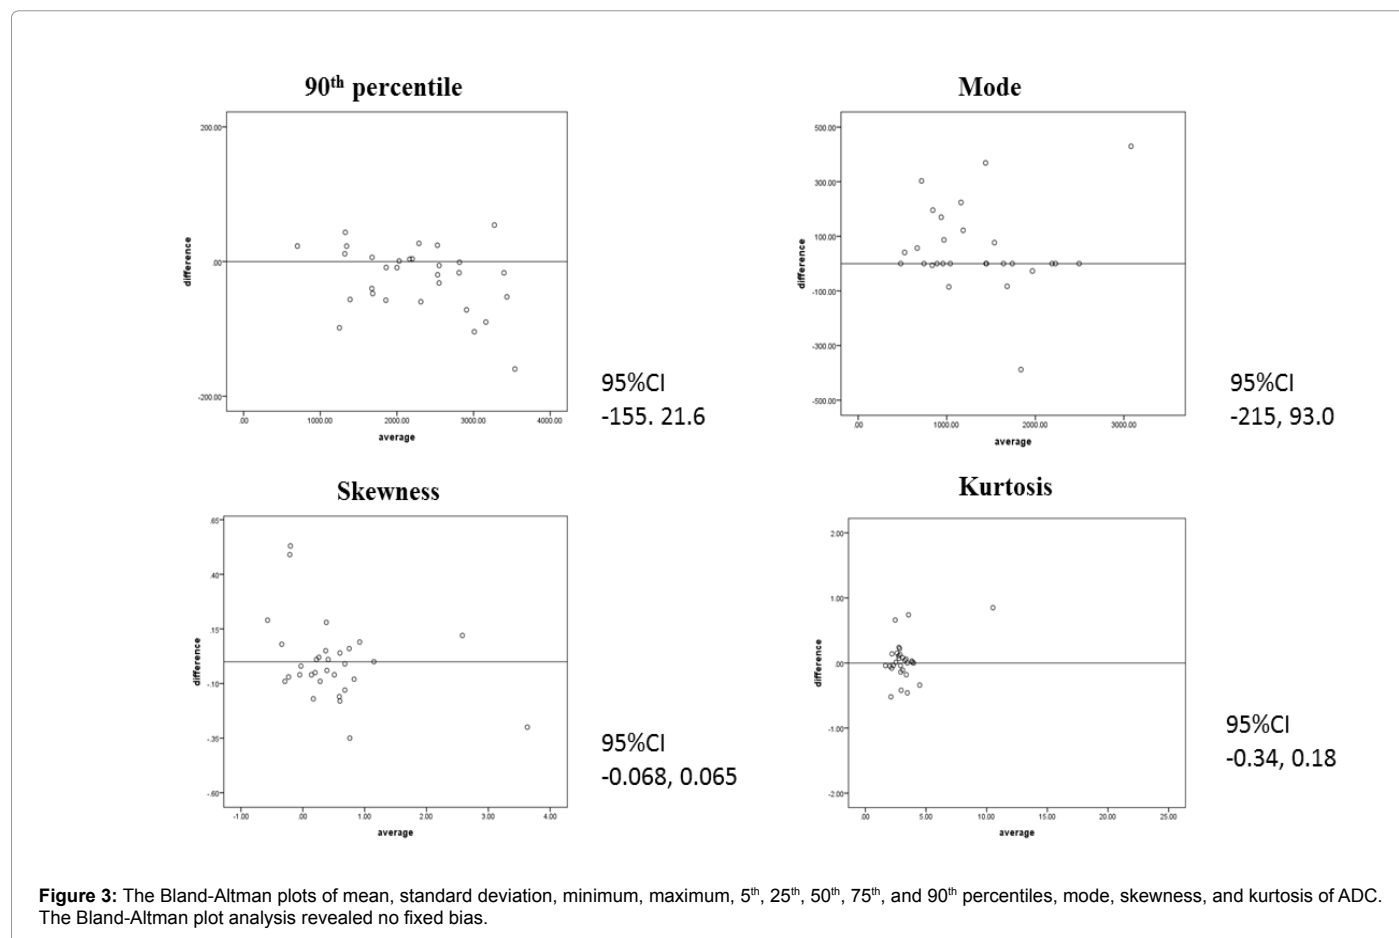 90th percentile
200.00
.00
-200.00
difference
.00 1000.00 2000.00 3000.00 4000.00
average
95%CI
-155. 21.6
Mode
500.00
300.00
100.00
-100.00
-300.00
-500.00
difference
.00 1000.00 2000.00 3000.00
average
95%CI
-215, 93.0
Skewness
.65
.40
.15
-.10
-.35
-.60
difference
-1.00 .00 1.00 2.00 3.00 4.00
average
95%CI
-0.068, 0.065
Kurtosis
2.00
1.00
.00
-1.00
-2.00
difference
.00 5.00 10.00 15.00 20.00 25.00
average
95%CI
-0.34, 0.18
Figure 3: The Bland-Altman plots of mean, standard deviation, minimum, maximum, 5th, 25th, 50th, 75th, and 90th percentiles, mode, skewness, and kurtosis of ADC.
The Bland-Altman plot analysis revealed no fixed bias.